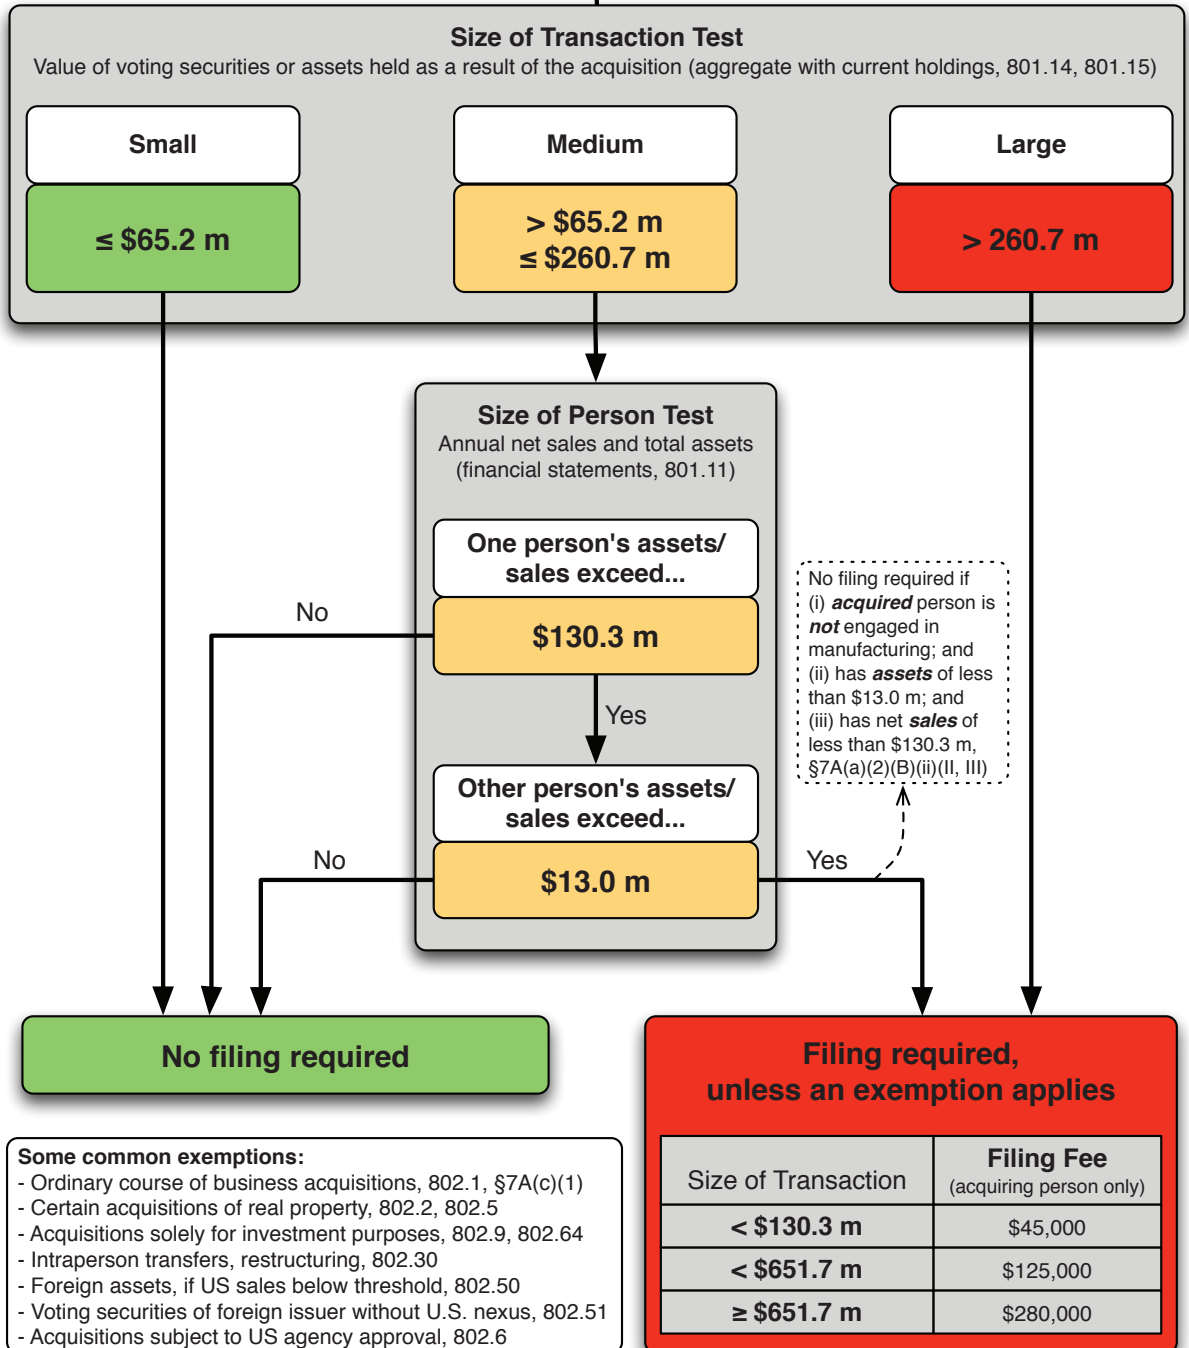 Size of Transaction Test
Value of voting securities or assets held as a result of the acquisition (aggregate with current holdings, 801.14, 801.15)
Small
Medium
Large
≤ $65.2 m
> $65.2 m
≤ $260.7 m
> 260.7 m
Size of Person Test
Annual net sales and total assets
(financial statements, 801.11)
One person's assets/
sales exceed...
$130.3 m
No
Yes
Other person's assets/
sales exceed...
$13.0 m
No
Yes
No filing required if
(i) acquired person is
not engaged in
manufacturing; and
(ii) has assets of less
than $13.0 m; and
(iii) has net sales of
less than $130.3 m,
§7A(a)(2)(B)(ii)(II, III)
No filing required
Filing required,
unless an exemption applies
Size of Transaction
Filing Fee
(acquiring person only)
< $130.3 m
$45,000
< $651.7 m
$125,000
≥ $651.7 m
$280,000
Some common exemptions:
- Ordinary course of business acquisitions, 802.1, §7A(c)(1)
- Certain acquisitions of real property, 802.2, 802.5
- Acquisitions solely for investment purposes, 802.9, 802.64
- Intraperson transfers, restructuring, 802.30
- Foreign assets, if US sales below threshold, 802.50
- Voting securities of foreign issuer without U.S. nexus, 802.51
- Acquisitions subject to US agency approval, 802.6